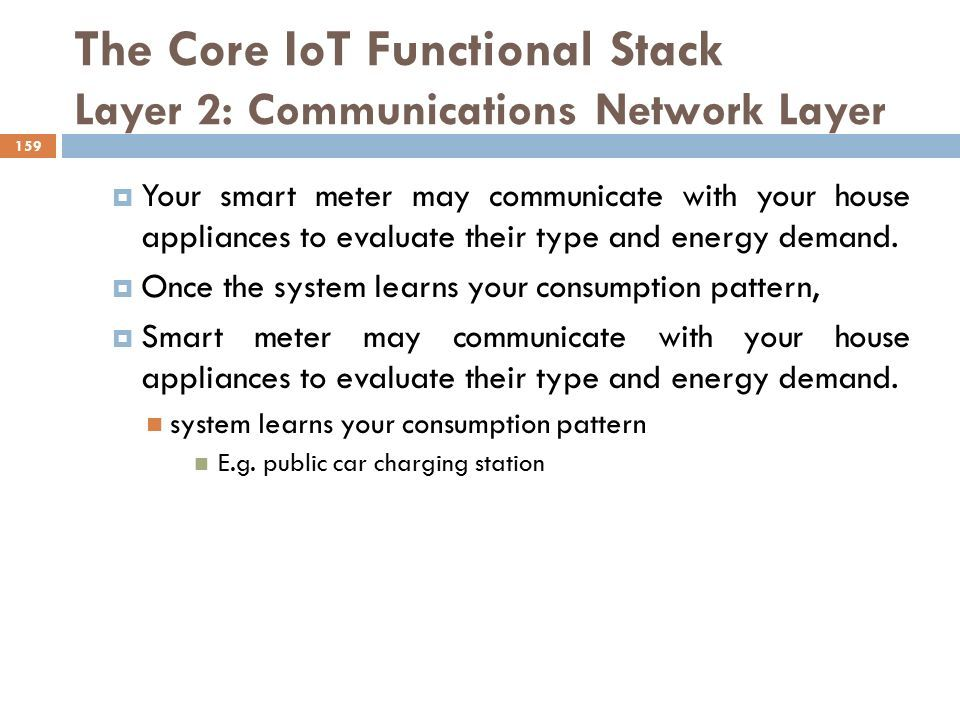 The Core IoT Functional Stack
Layer 2: Communications Network Layer
159
Your smart meter may communicate with your house
appliances to evaluate their type and energy demand.
Once the system learns your consumption pattern,
Smart meter may communicate with your house
appliances to evaluate their type and energy demand.
system learns your consumption pattern
E.g. public car charging station